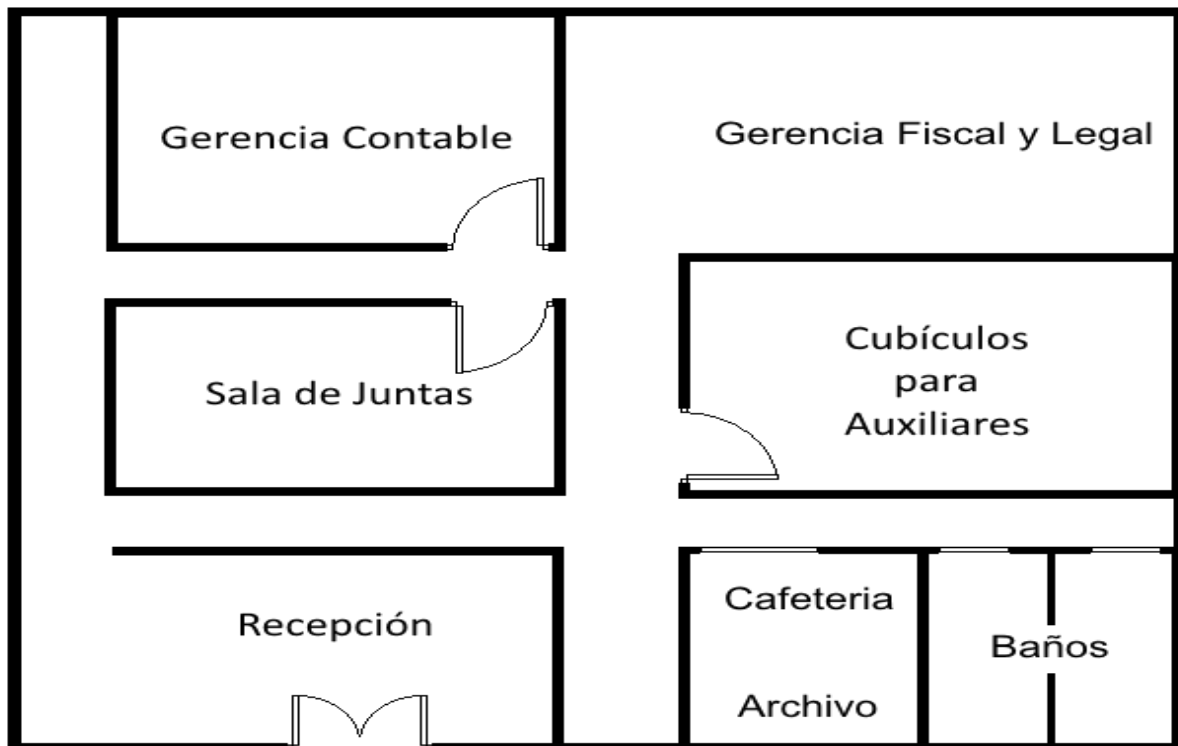 Gerencia Contable
Gerencia Fiscal y Legal
Sala de Juntas
Cubículos
para
Auxiliares
Recepción
Cafeteria
Archivo
Baños